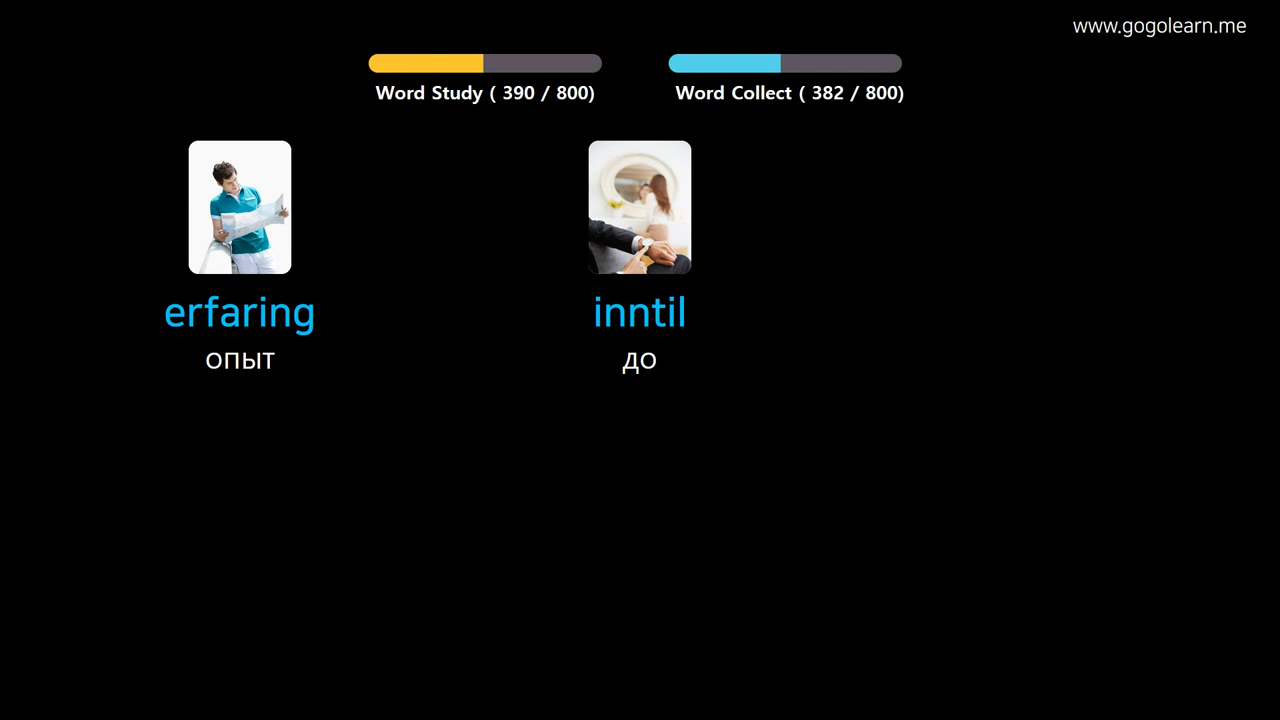 www.gogolearn.me
Word Study ( 390 / 800)
Word Collect ( 382 / 800)
erfaring
inntil
опыт
до